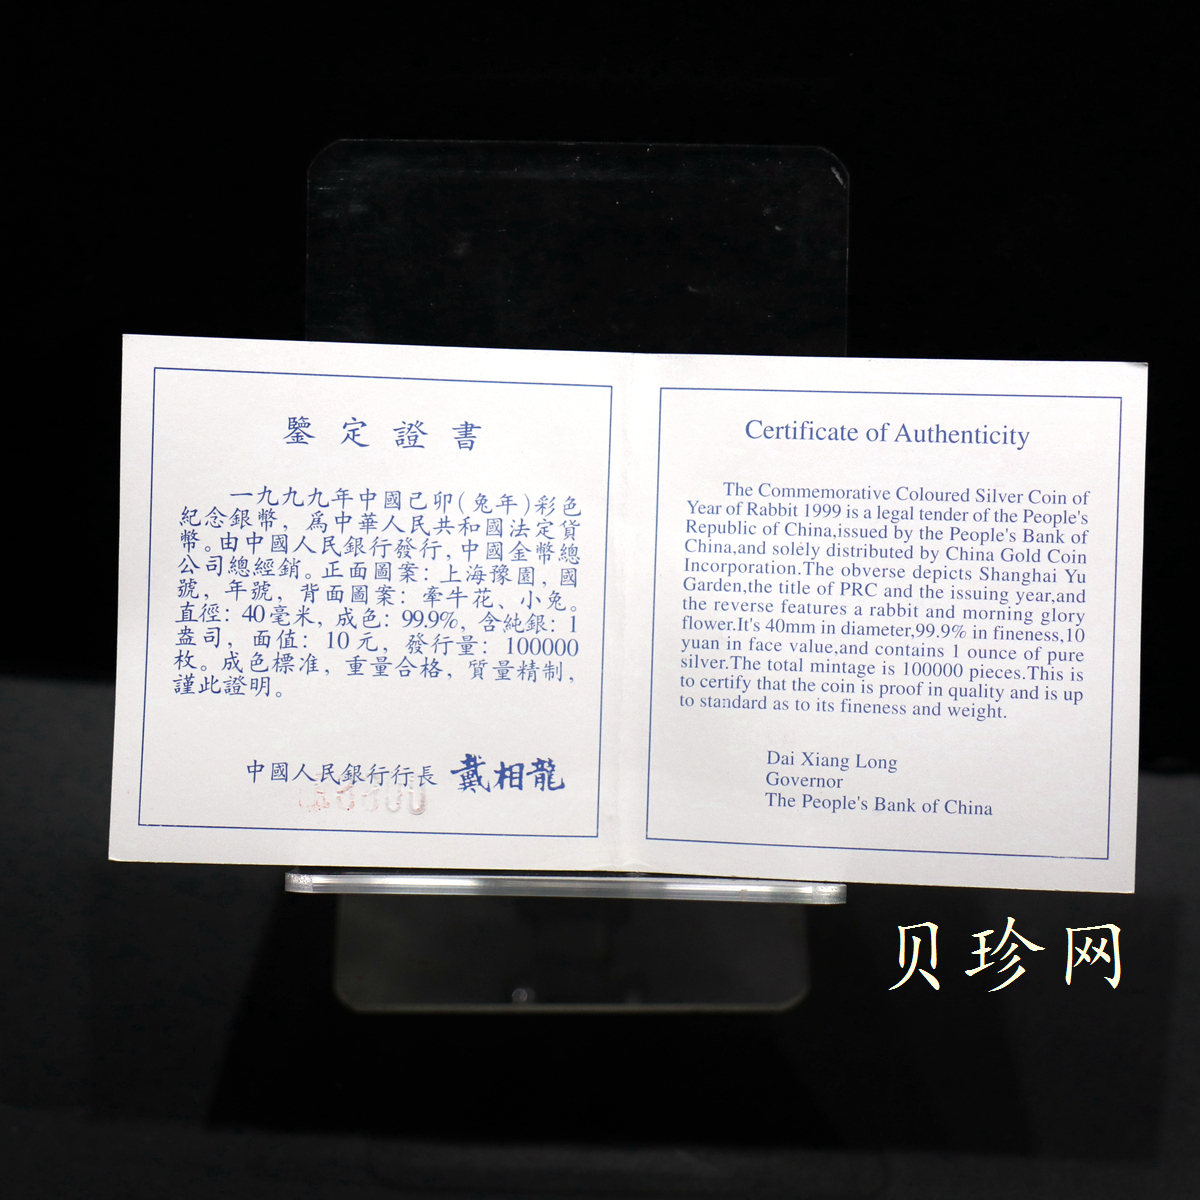 鑒定證書
一九九九年中國己卯(兔年)彩色
紀念銀幣，爲中華人民共和國法定貨
幣。由中國人民銀行發行，中國金幣總
公司總經銷。正面圖案：上海豫園，國
號，年號，背面圖案：牽牛花、小兔。
直徑：40毫米，成色：99.9%，含純銀：1
盎司，面值：10元，發行量：100000
枚。成色標准，重量合格，質量精制，
謹此證明。
中國人民銀行行長 戴相龍
Certificate of Authenticity
The Commemorative Coloured Silver Coin of
Year of Rabbit 1999 is a legal tender of the People's
Republic of China,issued by the People's Bank of
China,and solely distributed by China Gold Coin
Incorporation.The obverse depicts Shanghai Yu
Garden,the title of PRC and the issuing year,and
the reverse features a rabbit and morning glory
flower.It's 40mm in diameter,99.9% in fineness,10
yuan in face value,and contains 1 ounce of pure
silver.The total mintage is 100000 pieces.This is
to certify that the coin is proof in quality and is up
to standard as to its fineness and weight.
Dai Xiang Long
Governor
The People's Bank of China
贝珍网